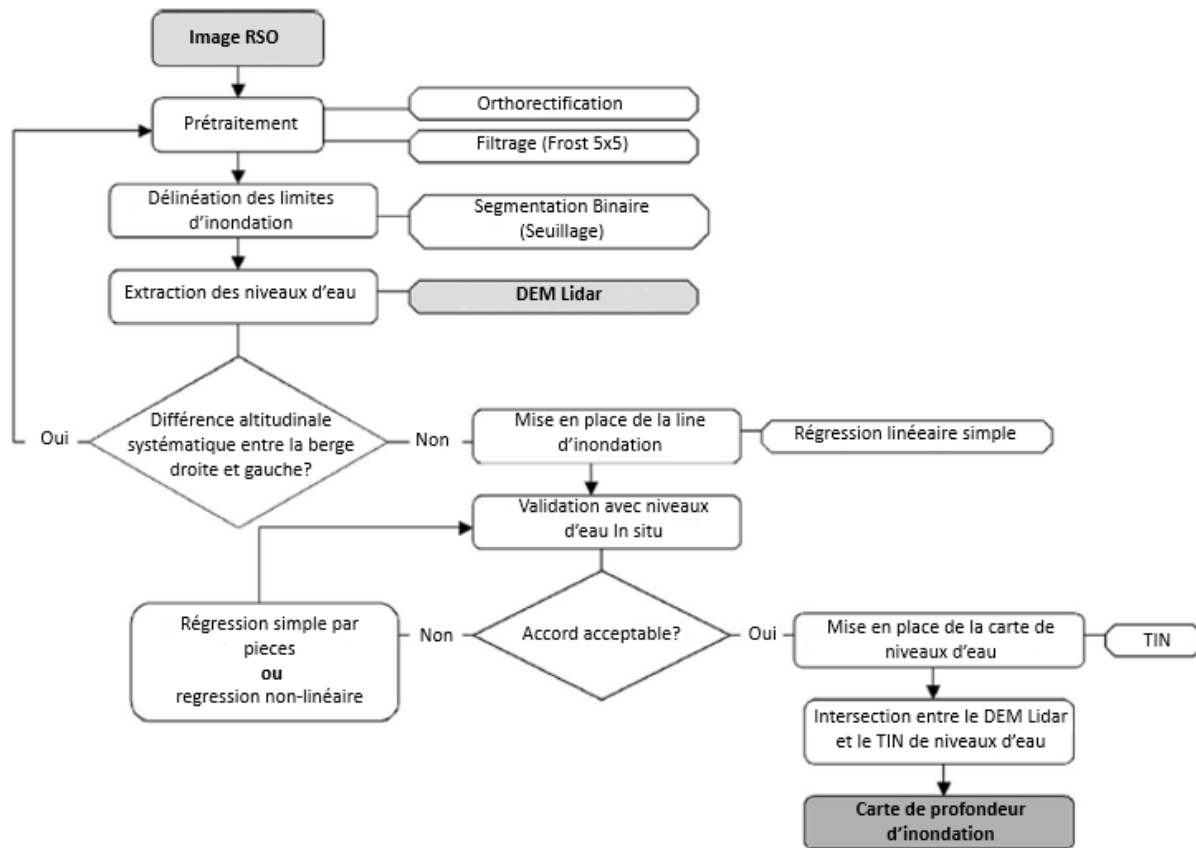 Image RSO
Prétraitement
Orthorectification
Filtrage (Frost 5x5)
Délinéation des limites
d’inondation
Segmentation Binaire
(Seuillage)
Extraction des niveaux d’eau
DEM Lidar
Différence altitudinale
systématique entre la berge
droite et gauche?
Oui
Non
Mise en place de la line
d’inondation
Régression linéeaire simple
Validation avec niveaux
d’eau In situ
Accord acceptable?
Non
Régression simple par
pieces
ou
regression non-linéaire
Oui
Mise en place de la carte de
niveaux d’eau
TIN
Intersection entre le DEM Lidar
et le TIN de niveaux d’eau
Carte de profondeur
d’inondation